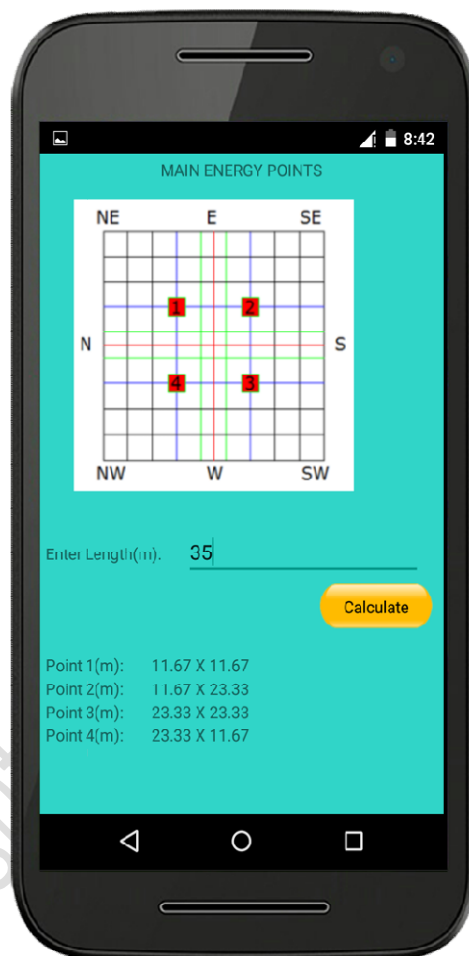 8:42
MAIN ENERGY POINTS
NE E SE
1 2
N S
4 3
NW W SW
Enter Length(m): 35
Calculate
Point 1(m): 11.67 X 11.67
Point 2(m): 11.67 X 23.33
Point 3(m): 23.33 X 23.33
Point 4(m): 23.33 X 11.67